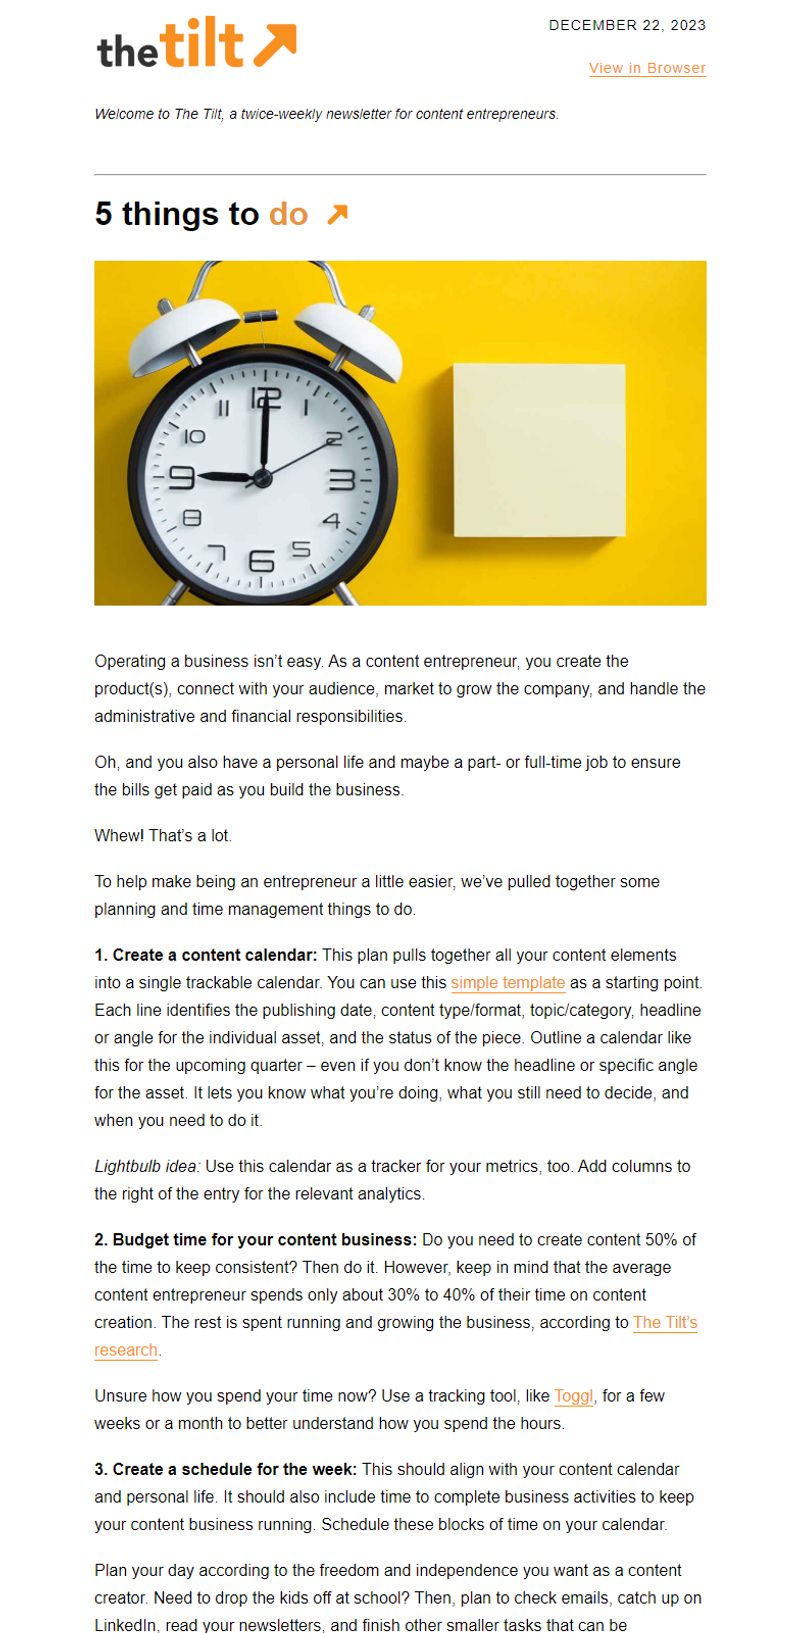 thetilt
DECEMBER 22, 2023
View in Browser
Welcome to The Tilt, a twice-weekly newsletter for content entrepreneurs.
5 things to do
12
11
1
10
2
9
3
8
4
7
5
6
Operating a business isn’t easy. As a content entrepreneur, you create the
product(s), connect with your audience, market to grow the company, and handle the
administrative and financial responsibilities.
Oh, and you also have a personal life and maybe a part- or full-time job to ensure
the bills get paid as you build the business.
Whew! That’s a lot.
To help make being an entrepreneur a little easier, we’ve pulled together some
planning and time management things to do.
1. Create a content calendar: This plan pulls together all your content elements
into a single trackable calendar. You can use this simple template as a starting point.
Each line identifies the publishing date, content type/format, topic/category, headline
or angle for the individual asset, and the status of the piece. Outline a calendar like
this for the upcoming quarter – even if you don’t know the headline or specific angle
for the asset. It lets you know what you’re doing, what you still need to decide, and
when you need to do it.
Lightbulb idea: Use this calendar as a tracker for your metrics, too. Add columns to
the right of the entry for the relevant analytics.
2. Budget time for your content business: Do you need to create content 50% of
the time to keep consistent? Then do it. However, keep in mind that the average
content entrepreneur spends only about 30% to 40% of their time on content
creation. The rest is spent running and growing the business, according to The Tilt’s
research.
Unsure how you spend your time now? Use a tracking tool, like Toggl, for a few
weeks or a month to better understand how you spend the hours.
3. Create a schedule for the week: This should align with your content calendar
and personal life. It should also include time to complete business activities to keep
your content business running. Schedule these blocks of time on your calendar.
Plan your day according to the freedom and independence you want as a content
creator. Need to drop the kids off at school? Then, plan to check emails, catch up on
LinkedIn, read your newsletters, and finish other smaller tasks that can be